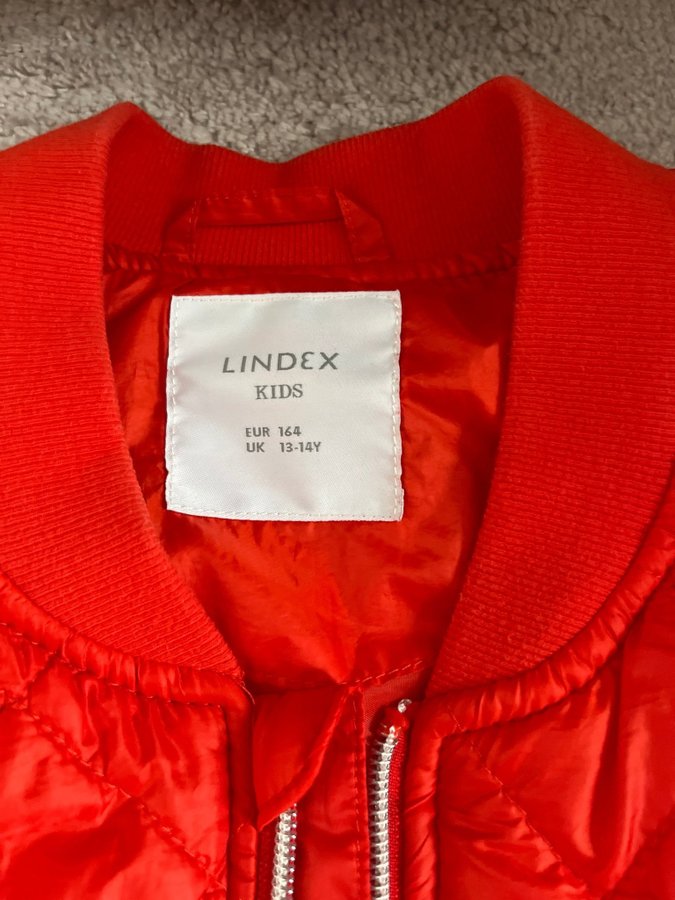 LINDEX
KIDS
EUR 164
UK 13-14Y